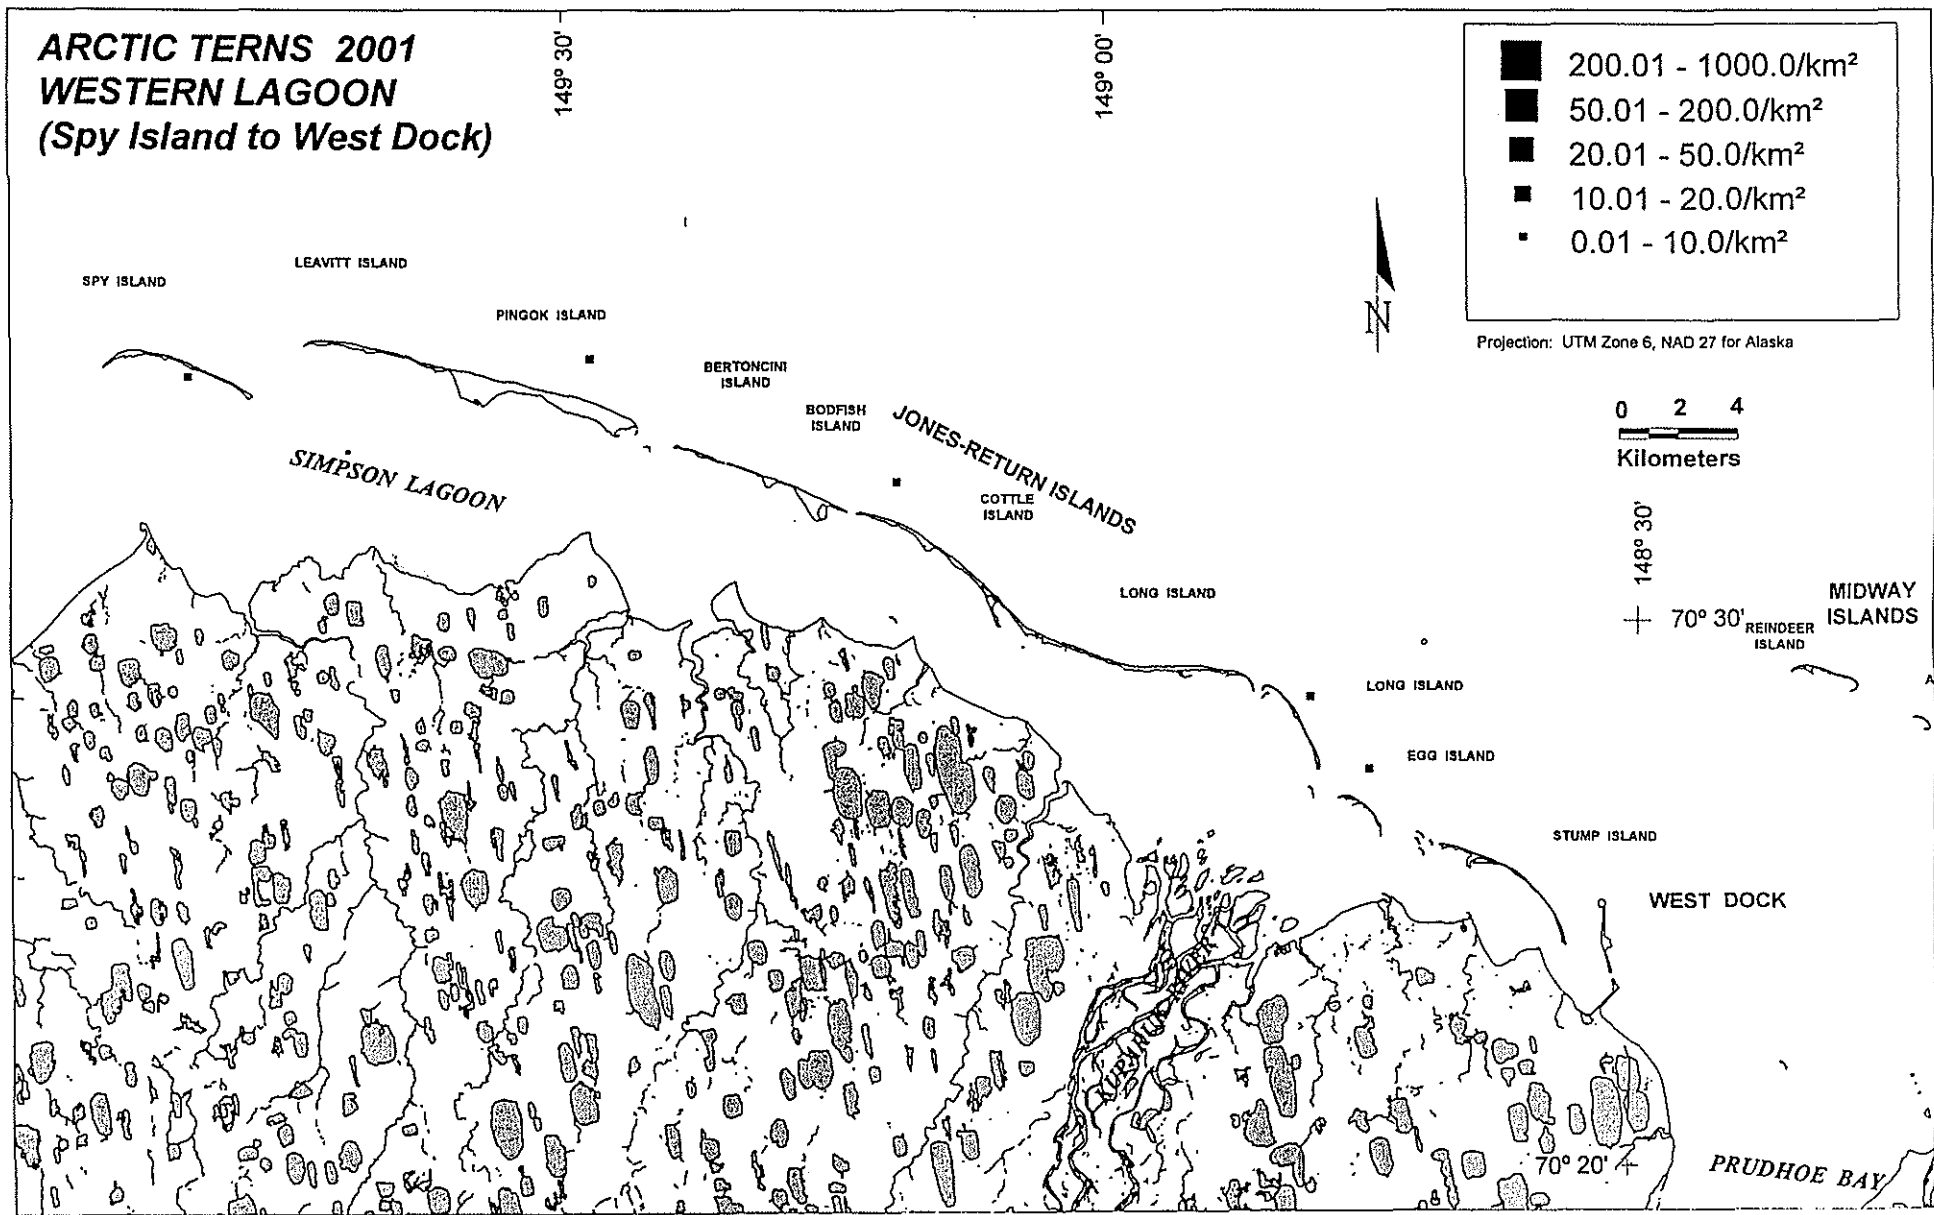 ARCTIC TERNS 2001
WESTERN LAGOON
(Spy Island to West Dock)
149° 30'
149° 00'
200.01 - 1000.0/km²
50.01 - 200.0/km²
20.01 - 50.0/km²
10.01 - 20.0/km²
0.01 - 10.0/km²
Projection: UTM Zone 6, NAD 27 for Alaska
N
0 2 4
Kilometers
SPY ISLAND
LEAVITT ISLAND
PINGOK ISLAND
BERTONCINI
ISLAND
BODFISH
ISLAND
JONES-RETURN ISLANDS
COTTLE
ISLAND
SIMPSON LAGOON
LONG ISLAND
148° 30'
70° 30'
REINDEER
ISLAND
MIDWAY
ISLANDS
A
LONG ISLAND
EGG ISLAND
STUMP ISLAND
WEST DOCK
KUPARUK RIVER
70° 20'
PRUDHOE BAY